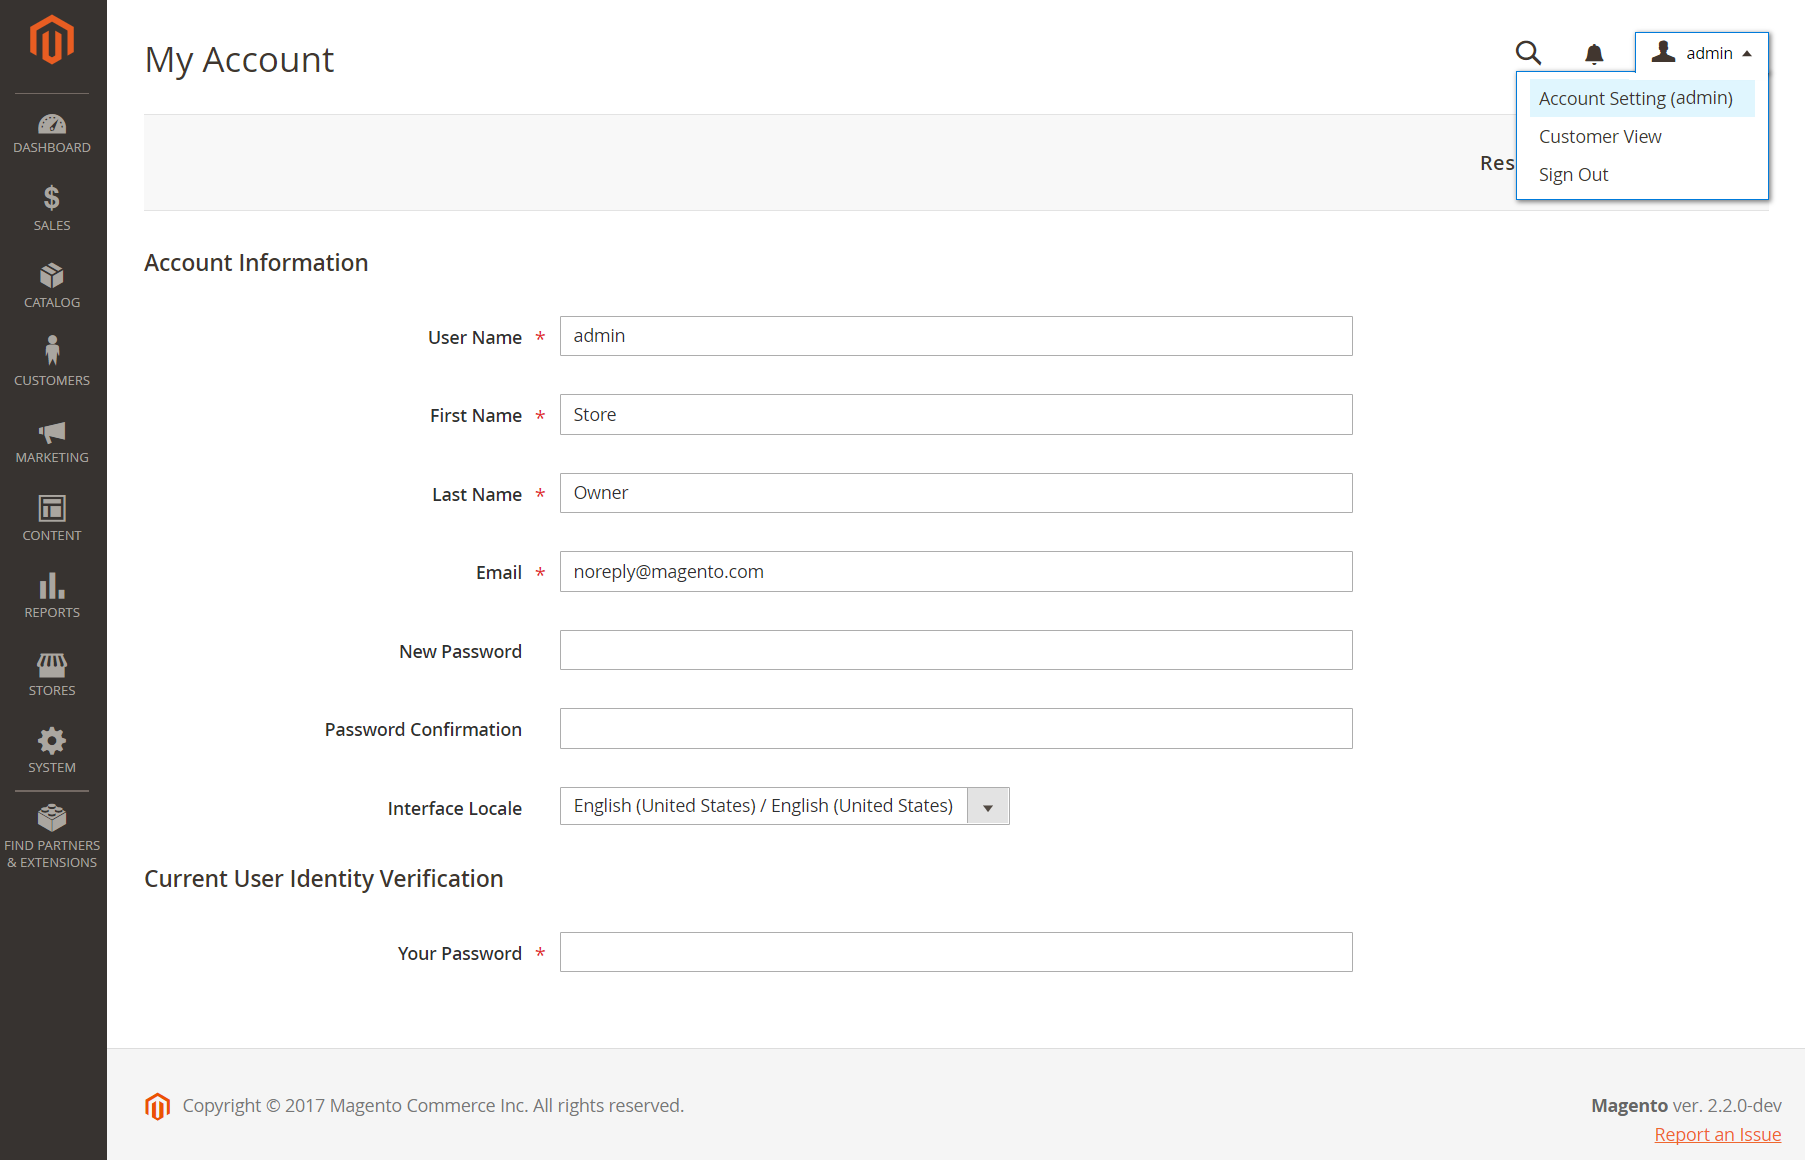 My Account
admin
Account Setting (admin)
Customer View
Sign Out
DASHBOARD
SALES
CATALOG
CUSTOMERS
MARKETING
CONTENT
REPORTS
STORES
SYSTEM
FIND PARTNERS
& EXTENSIONS
Account Information
User Name * admin
First Name * Store
Last Name * Owner
Email * noreply@magento.com
New Password
Password Confirmation
Interface Locale English (United States) / English (United States)
Current User Identity Verification
Your Password *
Copyright © 2017 Magento Commerce Inc. All rights reserved.
Magento ver. 2.2.0-dev
Report an Issue